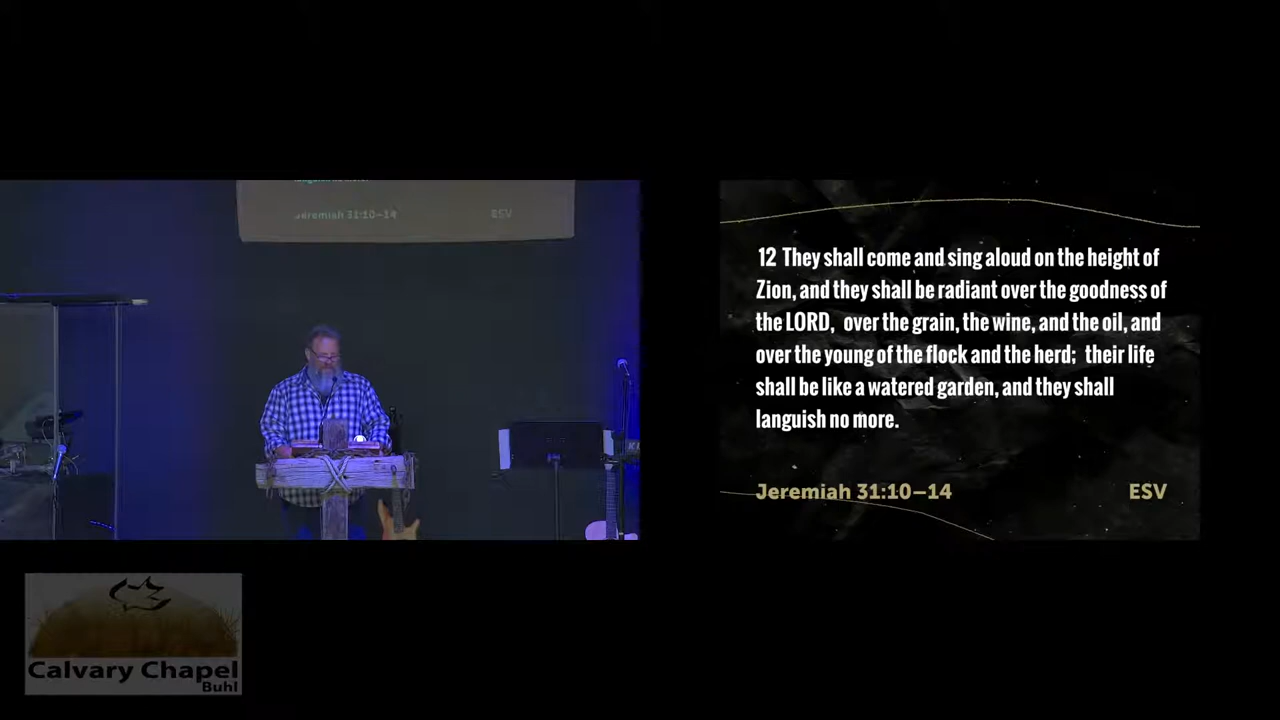 Jeremiah 31:10–14
ESV
12 They shall come and sing aloud on the height of
Zion, and they shall be radiant over the goodness of
the LORD, over the grain, the wine, and the oil, and
over the young of the flock and the herd; their life
shall be like a watered garden, and they shall
languish no more.
Jeremiah 31:10–14
ESV
Calvary Chapel
Buhl